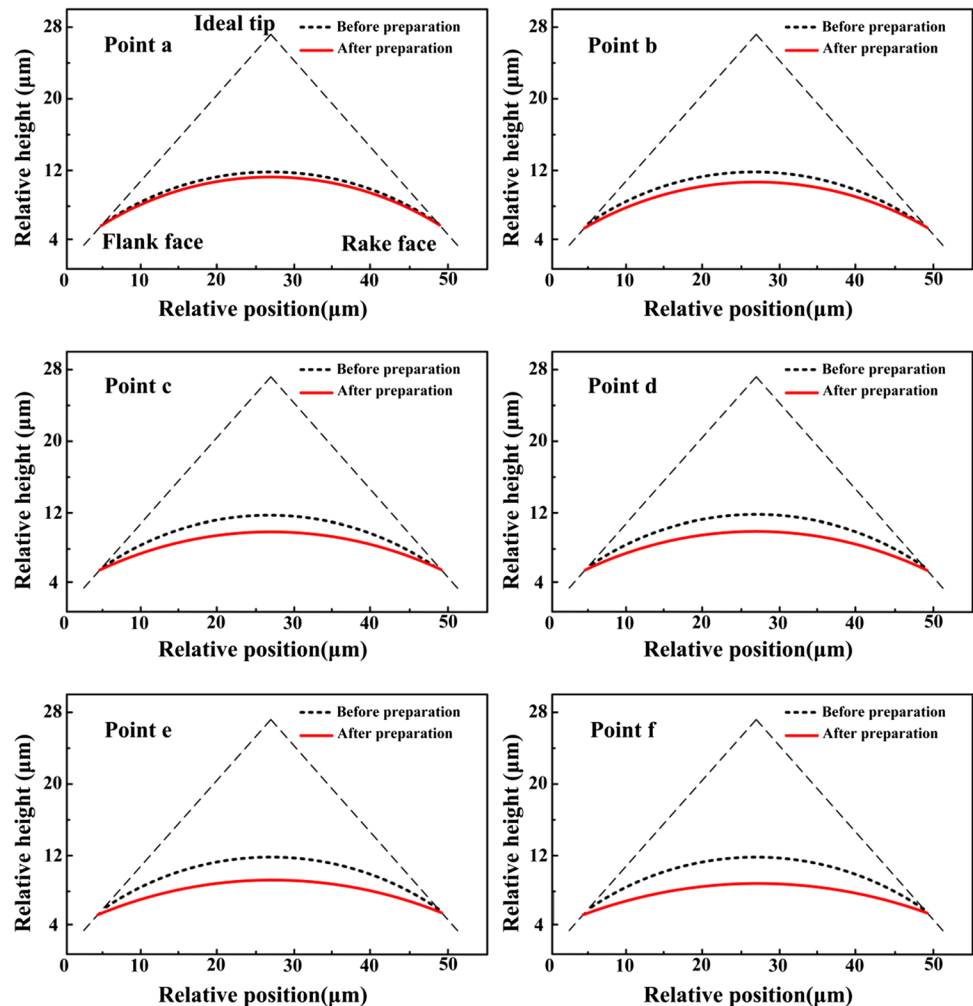 Point a
Ideal tip
Before preparation
After preparation
Flank face
Rake face
Relative height (μm)
28
20
12
4
0
10
20
30
40
50
Relative position(μm)
Point b
Before preparation
After preparation
Relative height (μm)
28
20
12
4
0
10
20
30
40
50
Relative position(μm)
Point c
Before preparation
After preparation
Relative height (μm)
28
20
12
4
0
10
20
30
40
50
Relative position(μm)
Point d
Before preparation
After preparation
Relative height (μm)
28
20
12
4
0
10
20
30
40
50
Relative position(μm)
Point e
Before preparation
After preparation
Relative height (μm)
28
20
12
4
0
10
20
30
40
50
Relative position(μm)
Point f
Before preparation
After preparation
Relative height (μm)
28
20
12
4
0
10
20
30
40
50
Relative position(μm)